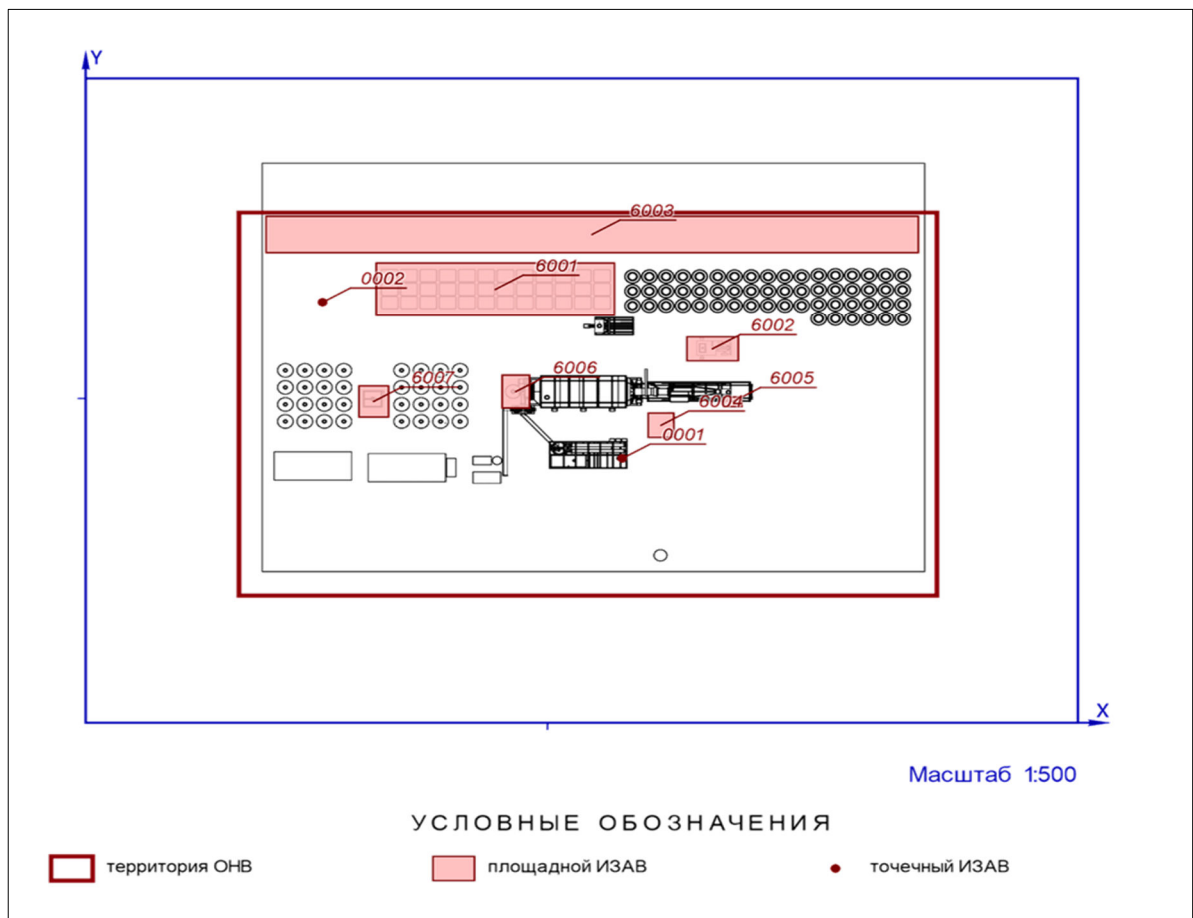 Y
6003
6001
0002
6002
6006
6007
6005
6004
0001
X
Масштаб 1:500
УСЛОВНЫЕ ОБОЗНАЧЕНИЯ
территория ОНВ
площадной ИЗАВ
точечный ИЗАВ